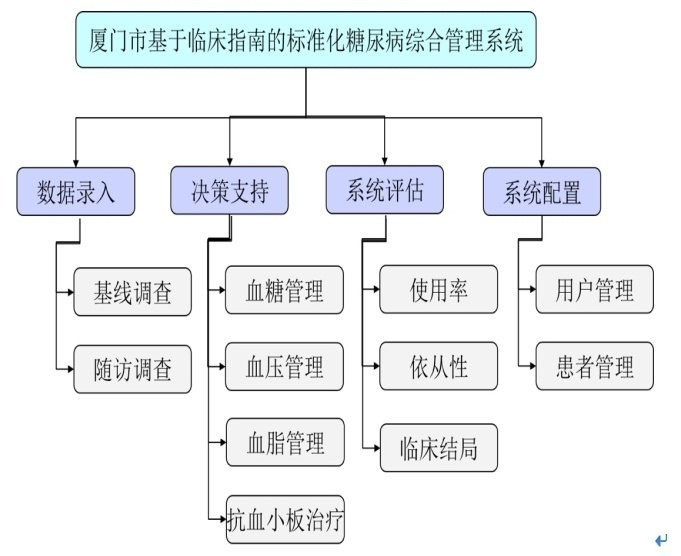 厦门市基于临床指南的标准化糖尿病综合管理系统
数据录入
决策支持
系统评估
系统配置
基线调查
血糖管理
使用率
用户管理
随访调查
血压管理
依从性
患者管理
血脂管理
临床结局
抗血小板治疗